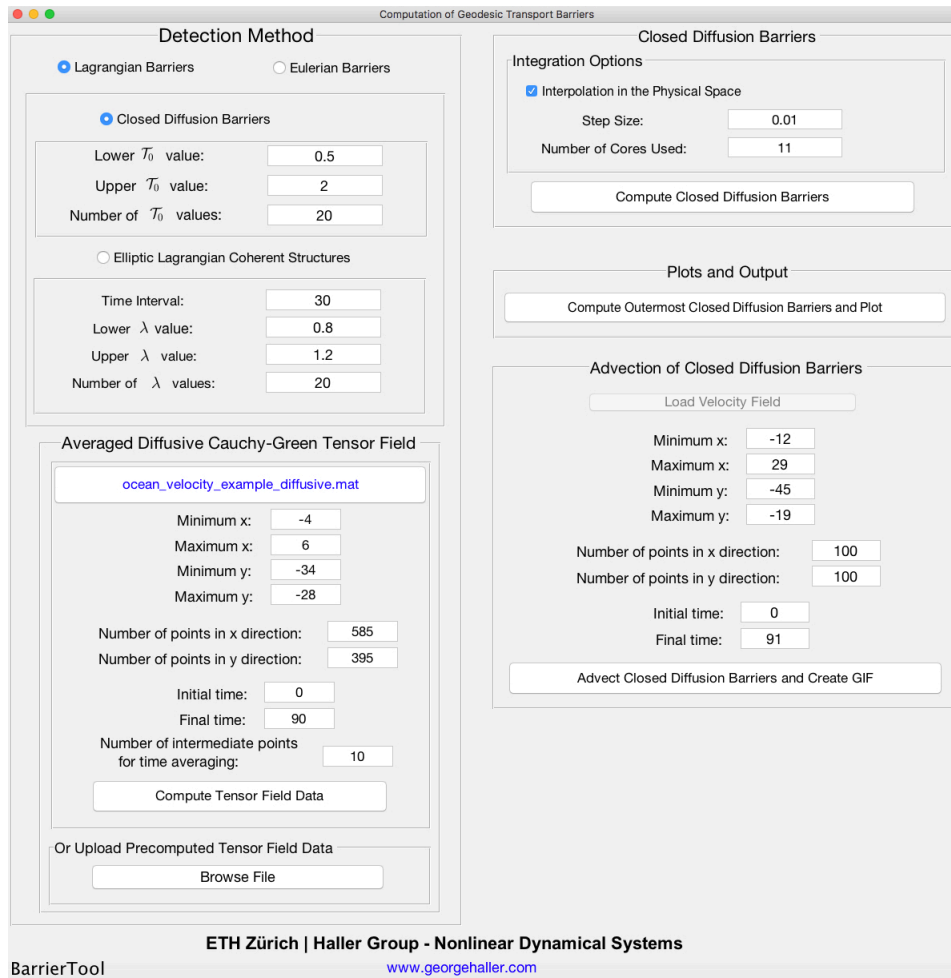 Computation of Geodesic Transport Barriers
Detection Method
Lagrangian Barriers
Eulerian Barriers
Closed Diffusion Barriers
Lower 𝒯₀ value: 0.5
Upper 𝒯₀ value: 2
Number of 𝒯₀ values: 20
Elliptic Lagrangian Coherent Structures
Time Interval: 30
Lower λ value: 0.8
Upper λ value: 1.2
Number of λ values: 20
Averaged Diffusive Cauchy-Green Tensor Field
ocean_velocity_example_diffusive.mat
Minimum x: -4
Maximum x: 6
Minimum y: -34
Maximum y: -28
Number of points in x direction: 585
Number of points in y direction: 395
Initial time: 0
Final time: 90
Number of intermediate points
for time averaging: 10
Compute Tensor Field Data
Or Upload Precomputed Tensor Field Data
Browse File
Closed Diffusion Barriers
Integration Options
Interpolation in the Physical Space
Step Size: 0.01
Number of Cores Used: 11
Compute Closed Diffusion Barriers
Plots and Output
Compute Outermost Closed Diffusion Barriers and Plot
Advection of Closed Diffusion Barriers
Load Velocity Field
Minimum x: -12
Maximum x: 29
Minimum y: -45
Maximum y: -19
Number of points in x direction: 100
Number of points in y direction: 100
Initial time: 0
Final time: 91
Advect Closed Diffusion Barriers and Create GIF
ETH Zürich | Haller Group - Nonlinear Dynamical Systems
BarrierTool
www.georgehaller.com